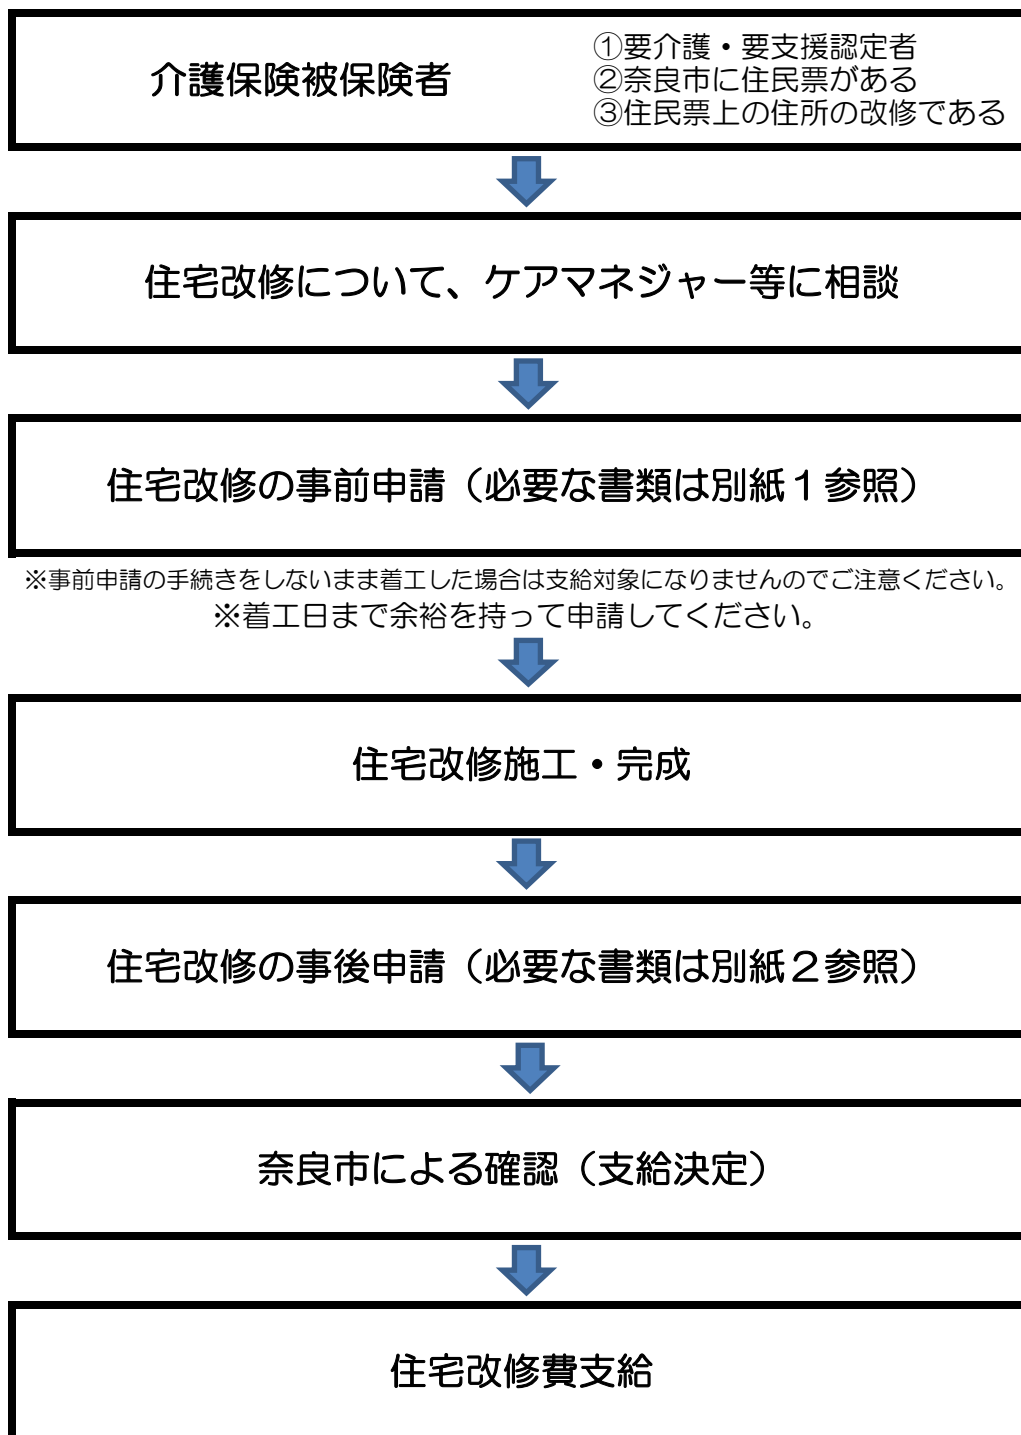 介護保険被保険者
①要介護・要支援認定者
②奈良市に住民票がある
③住民票上の住所の改修である
住宅改修について、ケアマネジャー等に相談
住宅改修の事前申請（必要な書類は別紙１参照）
※事前申請の手続きをしないまま着工した場合は支給対象になりませんのでご注意ください。
※着工日まで余裕を持って申請してください。
住宅改修施工・完成
住宅改修の事後申請（必要な書類は別紙２参照）
奈良市による確認（支給決定）
住宅改修費支給